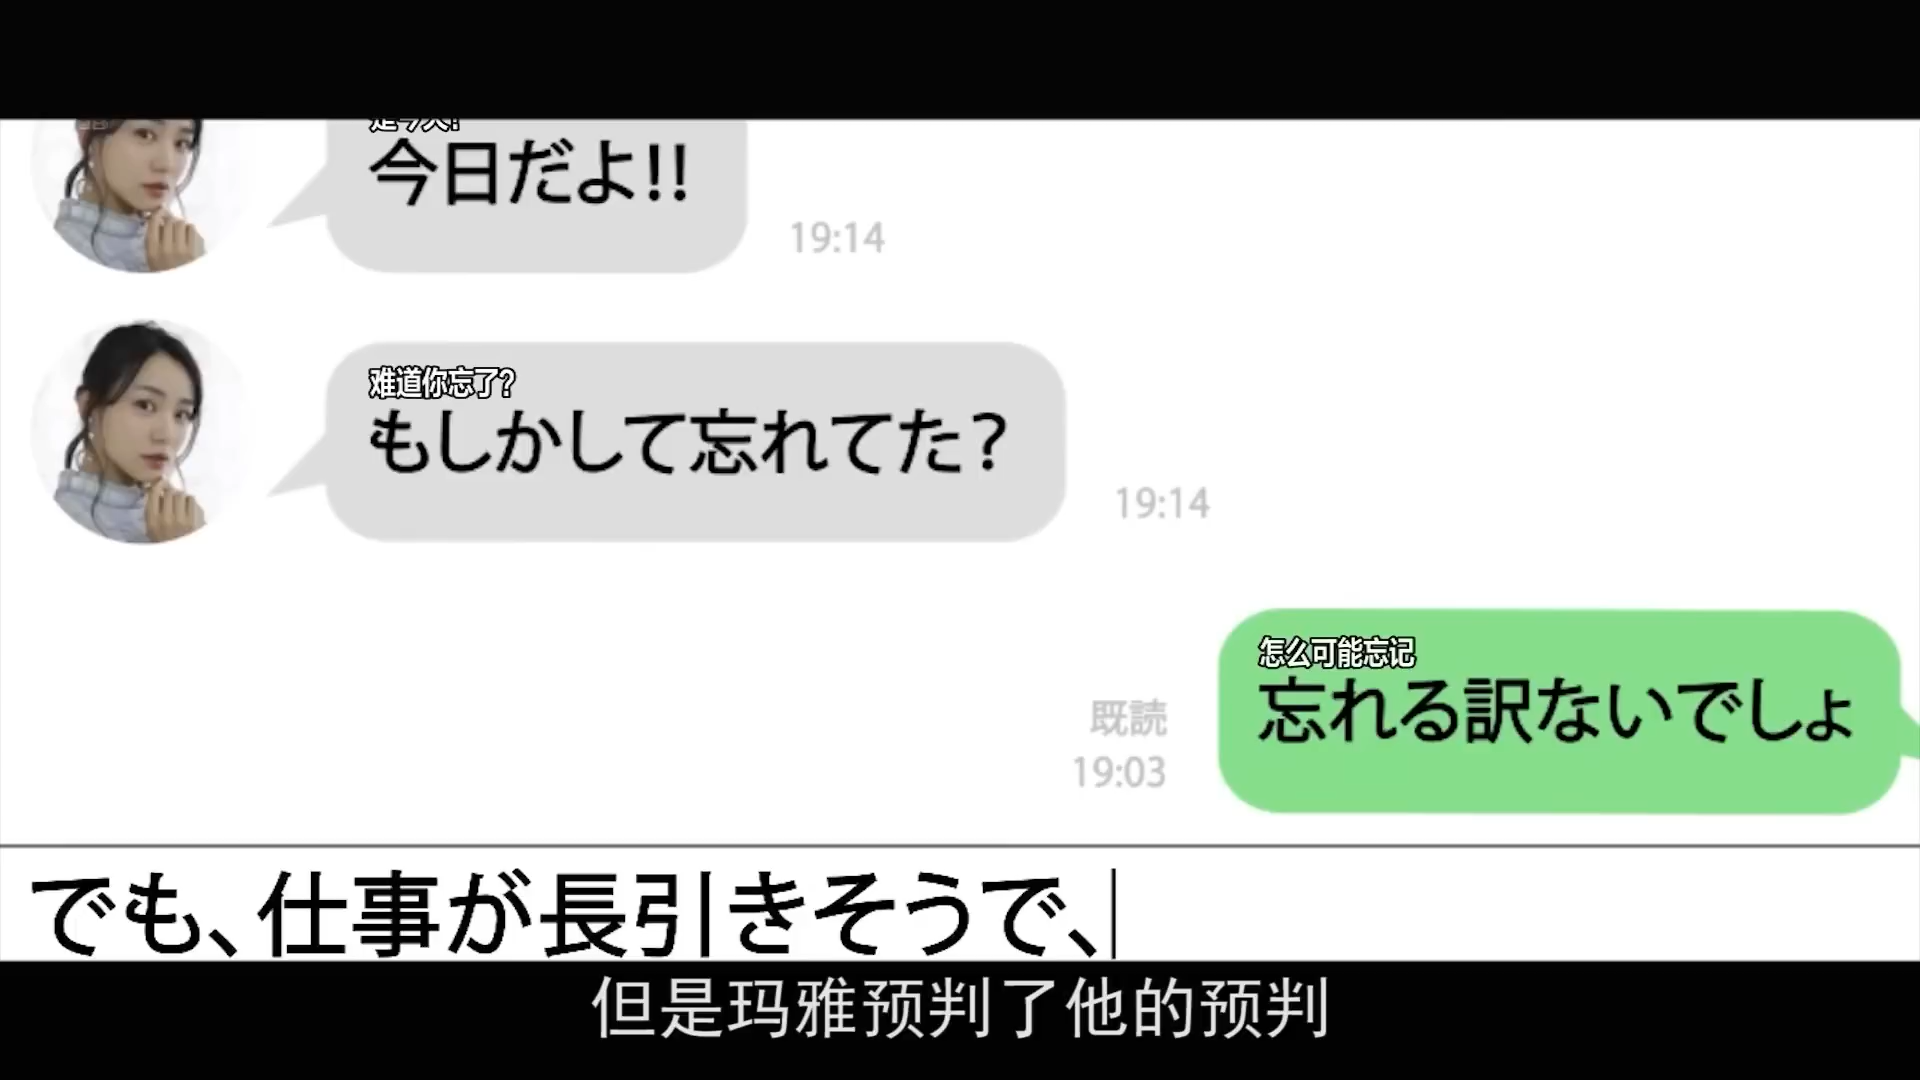 是今天!
今日だよ!!
19:14
难道你忘了?
もしかして忘れてた?
19:14
怎么可能忘记
忘れる訳ないでしょ
既読
19:03
でも、仕事が長引きそうで、
但是玛雅预判了他的预判